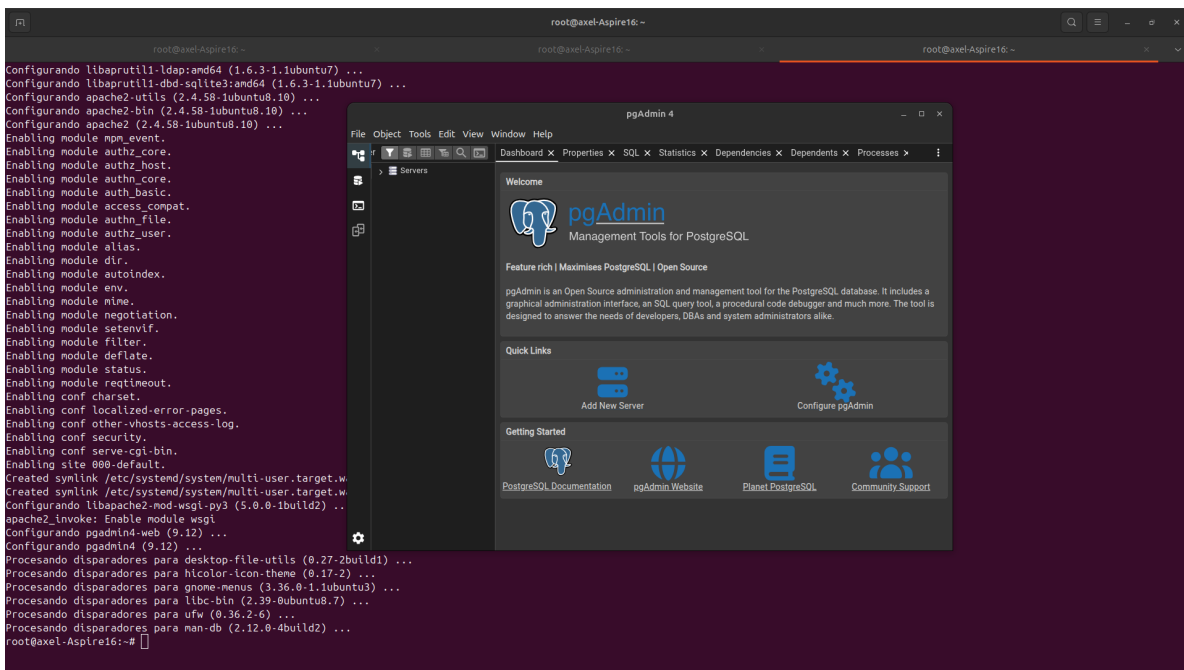 root@axel-Aspire16: ~
root@axel-Aspire16: ~
root@axel-Aspire16: ~
root@axel-Aspire16: ~
Configurando libaprutil1-ldap:amd64 (1.6.3-1.1ubuntu7) ...
Configurando libaprutil1-dbd-sqlite3:amd64 (1.6.3-1.1ubuntu7) ...
Configurando apache2-utils (2.4.58-1ubuntu8.10) ...
Configurando apache2-bin (2.4.58-1ubuntu8.10) ...
Configurando apache2 (2.4.58-1ubuntu8.10) ...
Enabling module mpm_event.
Enabling module authz_core.
Enabling module authz_host.
Enabling module authn_core.
Enabling module auth_basic.
Enabling module access_compat.
Enabling module authn_file.
Enabling module authz_user.
Enabling module alias.
Enabling module dir.
Enabling module autoindex.
Enabling module env.
Enabling module mime.
Enabling module negotiation.
Enabling module setenvif.
Enabling module filter.
Enabling module deflate.
Enabling module status.
Enabling module reqtimeout.
Enabling conf charset.
Enabling conf localized-error-pages.
Enabling conf other-vhosts-access-log.
Enabling conf security.
Enabling conf serve-cgi-bin.
Enabling site 000-default.
Created symlink /etc/systemd/system/multi-user.target.w
Created symlink /etc/systemd/system/multi-user.target.w
Configurando libapache2-mod-wsgi-py3 (5.0.0-1build2) ..
apache2_invoke: Enable module wsgi
Configurando pgadmin4-web (9.12) ...
Configurando pgadmin4 (9.12) ...
Procesando disparadores para desktop-file-utils (0.27-2build1) ...
Procesando disparadores para hicolor-icon-theme (0.17-2) ...
Procesando disparadores para gnome-menus (3.36.0-1.1ubuntu3) ...
Procesando disparadores para libc-bin (2.39-0ubuntu8.7) ...
Procesando disparadores para ufw (0.36.2-6) ...
Procesando disparadores para man-db (2.12.0-4build2) ...
root@axel-Aspire16:~#
pgAdmin 4
File Object Tools Edit View Window Help
Dashboard Properties SQL Statistics Dependencies Dependents Processes
Servers
Welcome
pgAdmin
Management Tools for PostgreSQL
Feature rich | Maximises PostgreSQL | Open Source
pgAdmin is an Open Source administration and management tool for the PostgreSQL database. It includes a
graphical administration interface, an SQL query tool, a procedural code debugger and much more. The tool is
designed to answer the needs of developers, DBAs and system administrators alike.
Quick Links
Add New Server Configure pgAdmin
Getting Started
PostgreSQL Documentation pgAdmin Website Planet PostgreSQL Community Support